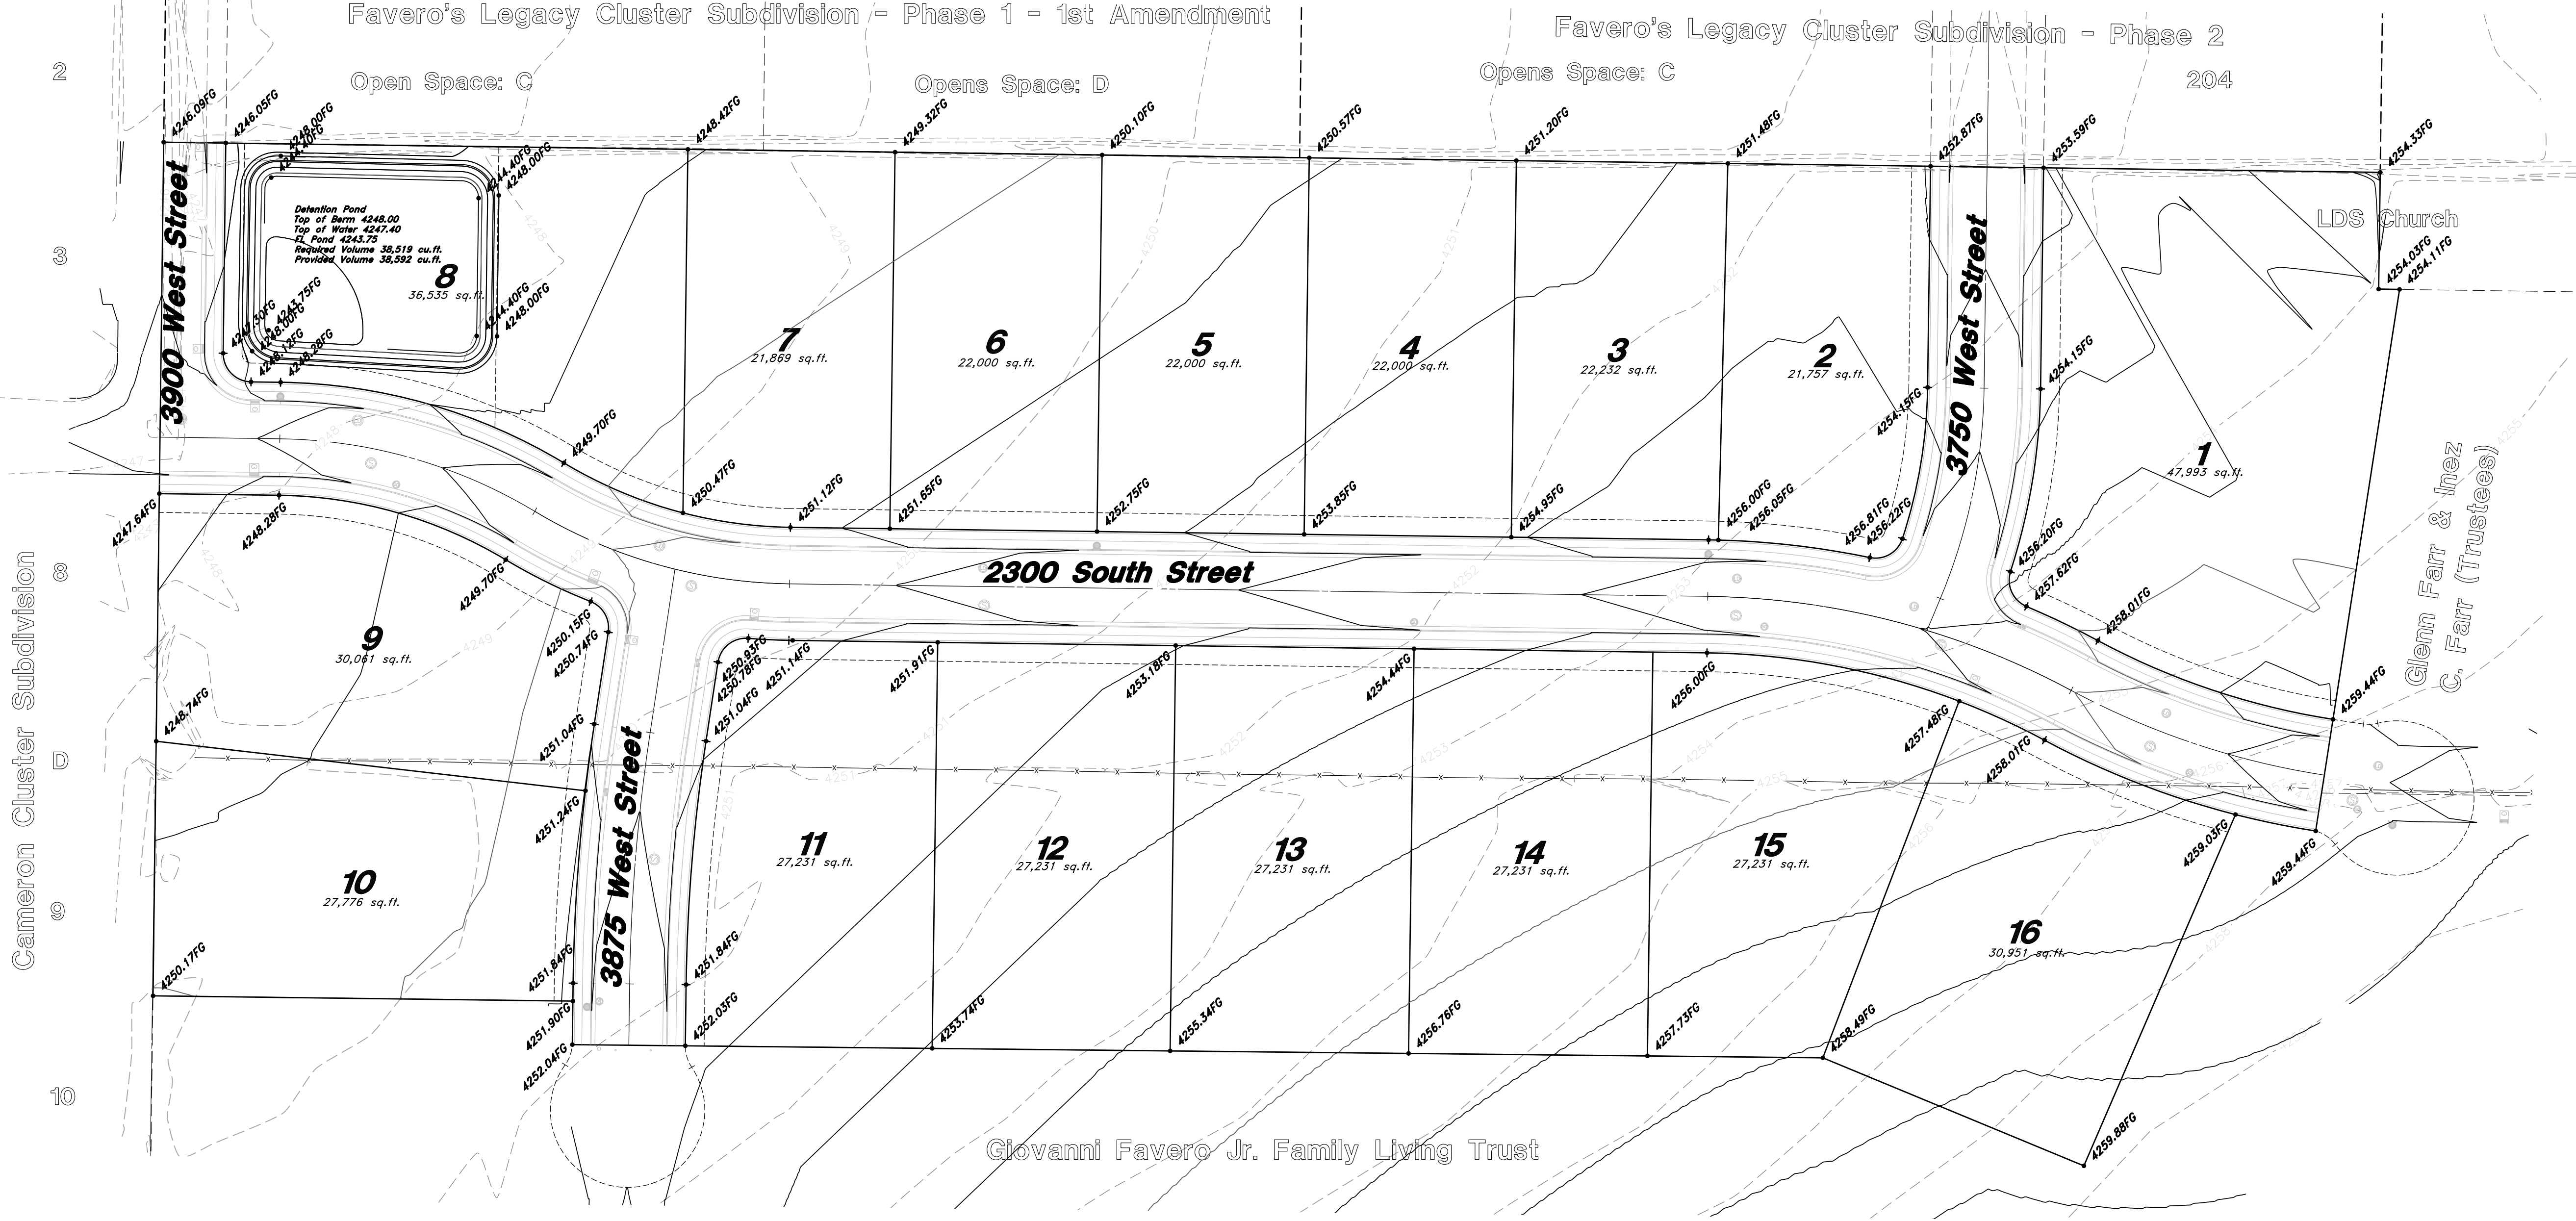 Favero's Legacy Cluster Subdivision - Phase 1 - 1st Amendment
Favero's Legacy Cluster Subdivision - Phase 2
2
Open Space: C
Opens Space: D
Opens Space: C
204
4246.09FG
4246.05FG
4248.00FG
4244.40FG
4244.40FG
4248.00FG
4248.42FG
4249.32FG
4250.10FG
4250.57FG
4251.20FG
4251.48FG
4252.87FG
4253.59FG
4254.33FG
LDS Church
4254.03FG
4254.11FG
3
3900 West Street
Detention Pond
Top of Berm 4248.00
Top of Water 4247.40
FL Pond 4243.75
Required Volume 38,519 cu.ft.
Provided Volume 38,592 cu.ft.
8
36,535 sq.ft.
4247.30FG
4243.75FG
4248.00FG
4248.12FG
4248.28FG
4244.40FG
4248.00FG
7
21,869 sq.ft.
6
22,000 sq.ft.
5
22,000 sq.ft.
4
22,000 sq.ft.
3
22,232 sq.ft.
2
21,757 sq.ft.
3750 West Street
4254.15FG
4254.15FG
1
47,993 sq.ft.
Glenn Farr & Inez
C. Farr (Trustees)
4249.70FG
4250.47FG
4251.12FG
4251.65FG
4252.75FG
4253.85FG
4254.95FG
4256.00FG
4256.05FG
4256.81FG
4256.22FG
4256.20FG
4257.62FG
4258.01FG
4259.44FG
4247.64FG
4248.28FG
4249.70FG
Cameron Cluster Subdivision
8
2300 South Street
9
30,061 sq.ft.
4250.15FG
4250.74FG
4250.93FG
4250.78FG
4251.14FG
4251.04FG
4251.04FG
4251.91FG
4253.18FG
4254.44FG
4256.00FG
4257.48FG
4258.01FG
4259.03FG
4259.44FG
4248.74FG
D
4251.24FG
3875 West Street
10
27,776 sq.ft.
11
27,231 sq.ft.
12
27,231 sq.ft.
13
27,231 sq.ft.
14
27,231 sq.ft.
15
27,231 sq.ft.
16
30,951 sq.ft.
9
4250.17FG
4251.84FG
4251.90FG
4252.04FG
4251.84FG
4252.03FG
4253.74FG
4255.34FG
4256.76FG
4257.73FG
4258.49FG
4259.88FG
10
Giovanni Favero Jr. Family Living Trust